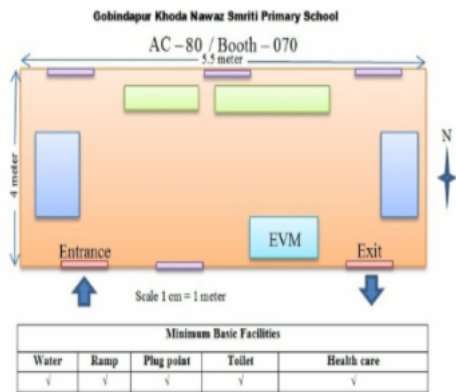 Gobindapur Khoda Nawaz Smriti Primary School
AC – 80 / Booth – 070
5.5 meter
4 meter
N
EVM
Entrance
Exit
Scale 1 cm = 1 meter
Minimum Basic Facilities
Water Ramp Plug point Toilet Health care
√ √ √ √ √